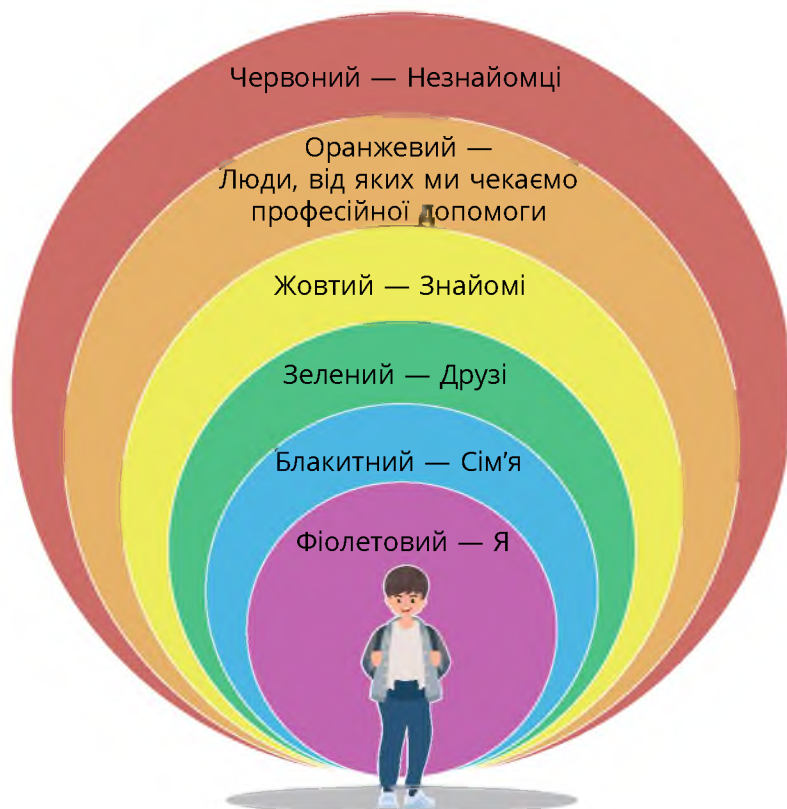 Червоний — Незнайомці
Оранжевий —
Люди, від яких ми чекаємо
професійної допомоги
Жовтий — Знайомі
Зелений — Друзі
Блакитний — Сім’я
Фіолетовий — Я